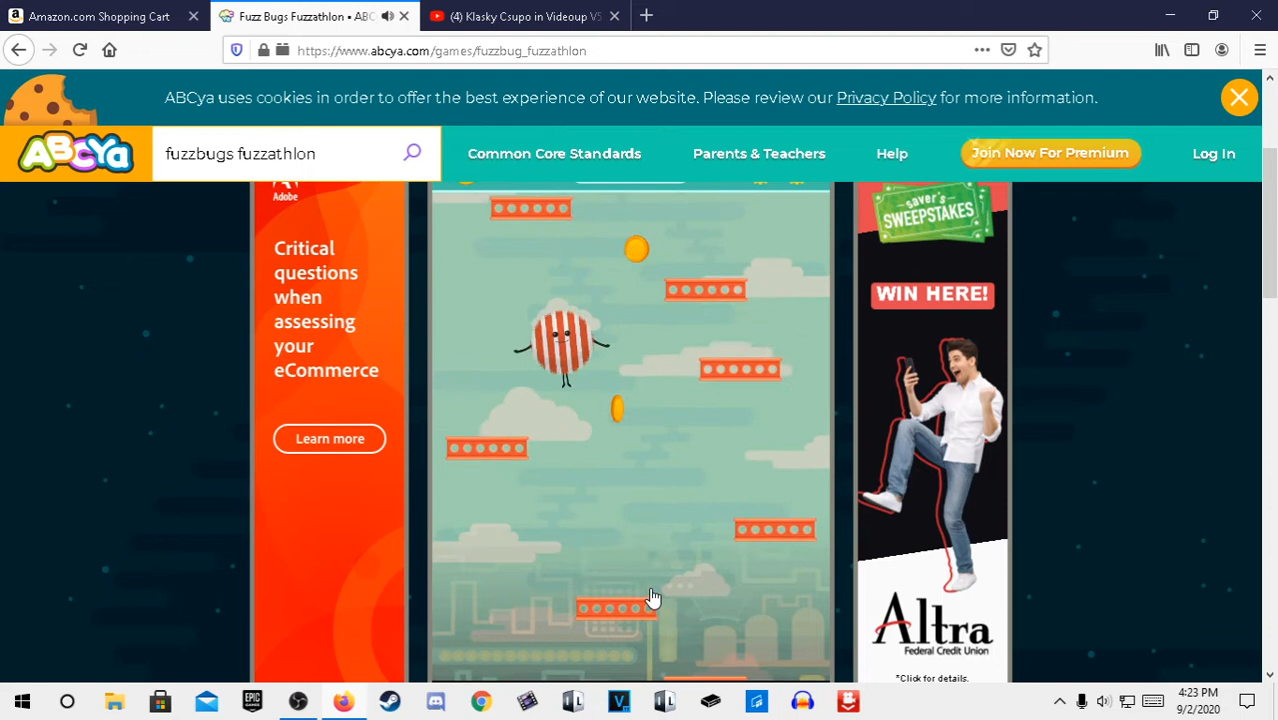 Amazon.com Shopping Cart
Fuzz Bugs Fuzzathlon • ABC
(4) Klasky Csupo in Videoup V5
https://www.abcya.com/games/fuzzbug_fuzzathlon
ABCya uses cookies in order to offer the best experience of our website. Please review our Privacy Policy for more information.
ABCYa
fuzzbugs fuzzathlon
Common Core Standards
Parents & Teachers
Help
Join Now For Premium
Log In
Adobe
Critical
questions
when
assessing
your
eCommerce
Learn more
saver's
SWEEPSTAKES
WIN HERE!
Altra
Federal Credit Union
*Click for details.
EPIC
GAMES
4:23 PM
9/2/2020